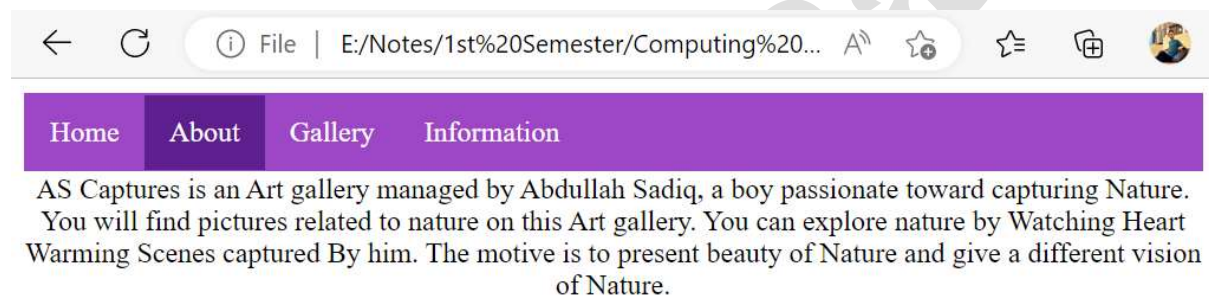 File | E:/Notes/1st%20Semester/Computing%20...
Home About Gallery Information
AS Captures is an Art gallery managed by Abdullah Sadiq, a boy passionate toward capturing Nature.
You will find pictures related to nature on this Art gallery. You can explore nature by Watching Heart
Warming Scenes captured By him. The motive is to present beauty of Nature and give a different vision
of Nature.